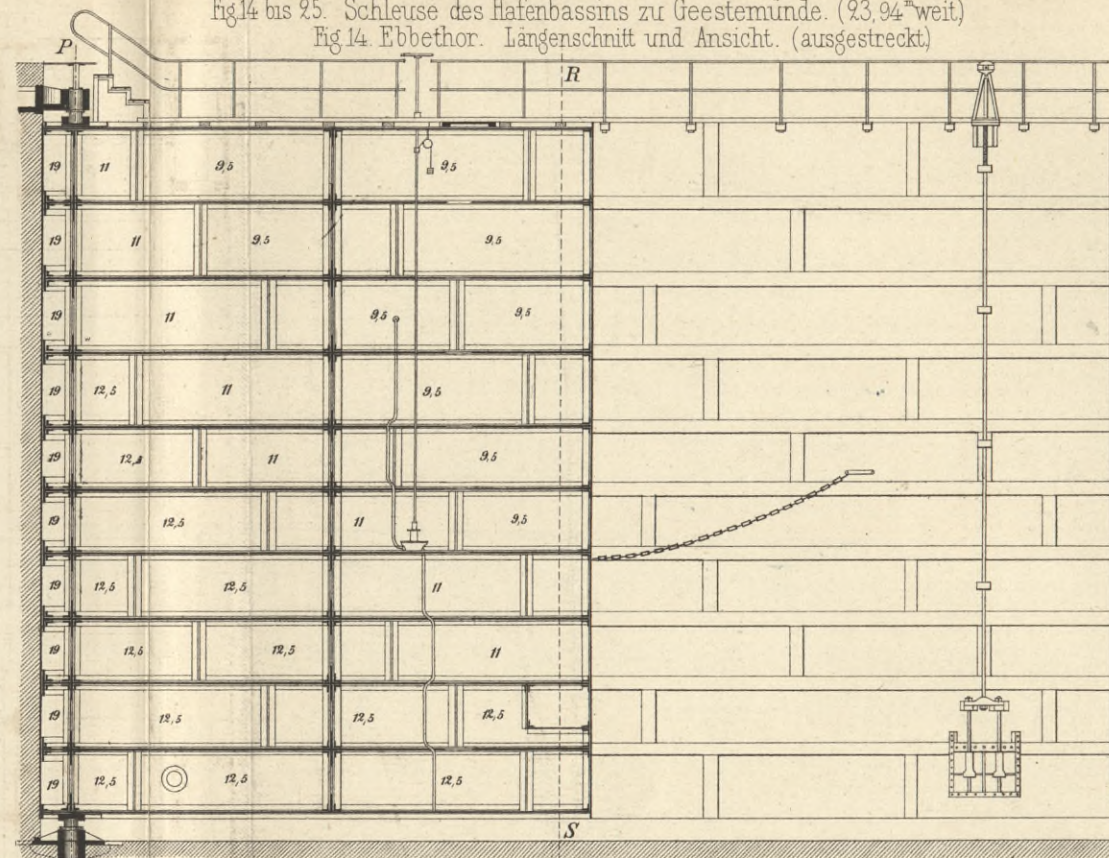 Fig.14 bis 25. Schleuse des Hafenbassins zu Geestemünde. (23,94 m weit)
Fig.14. Ebbethor. Längenschnitt und Ansicht. (ausgestreckt)
P
R
19 11 9,5 9,5
19 11 9,5 9,5
19 11 9,5 9,5
19 12,5 11 9,5
19 12,5 11 9,5
19 12,5 11 9,5
19 12,5 12,5 11
19 12,5 12,5 11
19 12,5 12,5 12,5
19 12,5 12,5 12,5
S